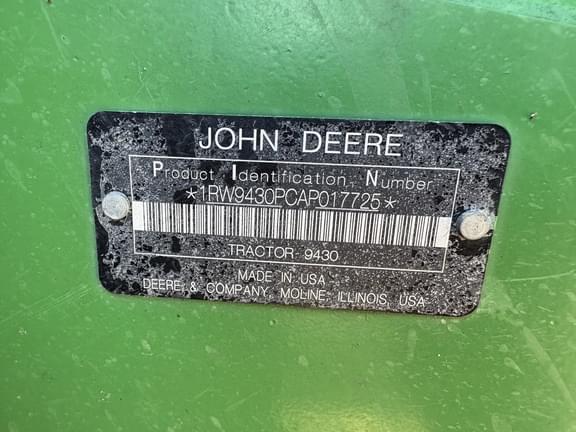 JOHN DEERE
Product Identification Number
*1RW9430PCAP017725*
TRACTOR 9430
MADE IN USA
DEERE & COMPANY MOLINE, ILLINOIS, USA